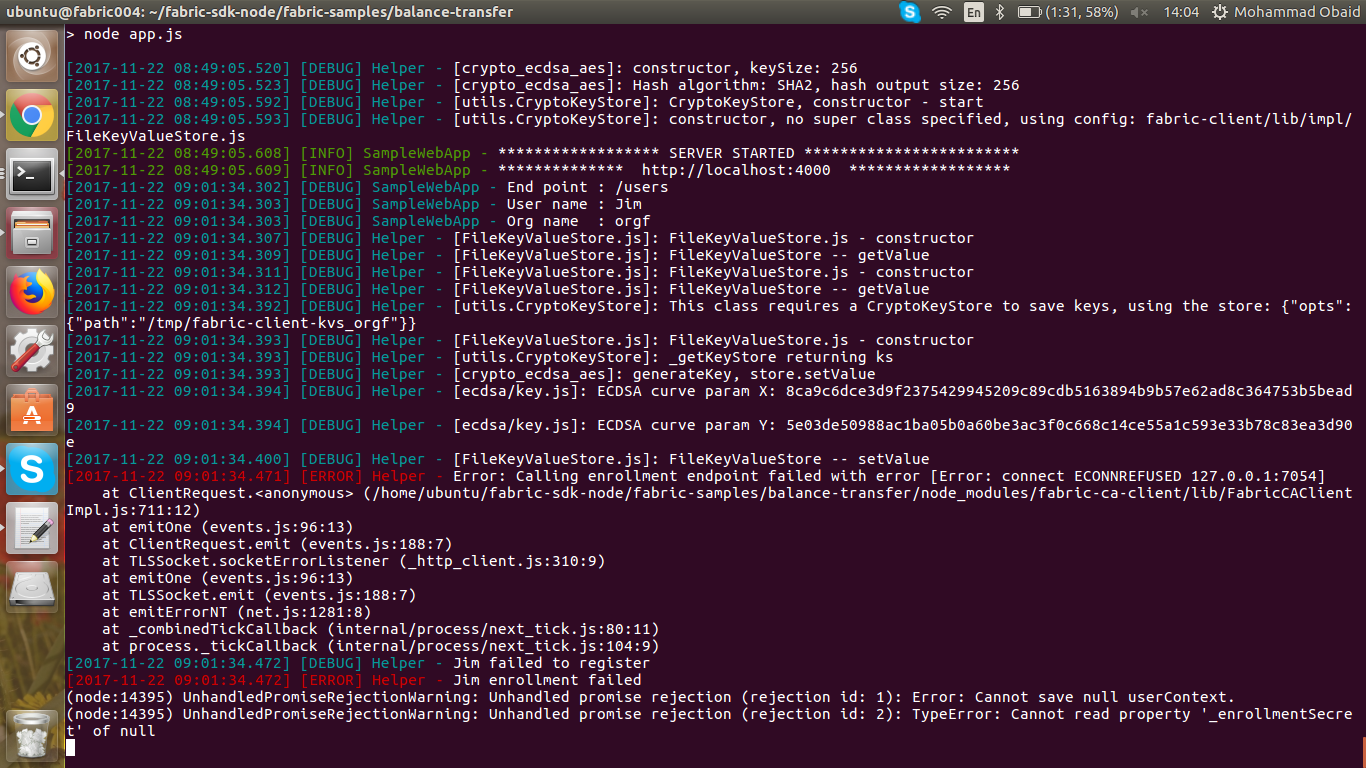 ubuntu@fabric004: ~/fabric-sdk-node/fabric-samples/balance-transfer
En
(1:31, 58%)
14:04
Mohammad Obaid
> node app.js
[2017-11-22 08:49:05.520] [DEBUG] Helper - [crypto_ecdsa_aes]: constructor, keySize: 256
[2017-11-22 08:49:05.523] [DEBUG] Helper - [crypto_ecdsa_aes]: Hash algorithm: SHA2, hash output size: 256
[2017-11-22 08:49:05.592] [DEBUG] Helper - [utils.CryptoKeyStore]: CryptoKeyStore, constructor - start
[2017-11-22 08:49:05.593] [DEBUG] Helper - [utils.CryptoKeyStore]: constructor, no super class specified, using config: fabric-client/lib/impl/
FileKeyValueStore.js
[2017-11-22 08:49:05.608] [INFO] SampleWebApp - ****************** SERVER STARTED ************************
[2017-11-22 08:49:05.609] [INFO] SampleWebApp - **************  http://localhost:4000  ******************
[2017-11-22 09:01:34.302] [DEBUG] SampleWebApp - End point : /users
[2017-11-22 09:01:34.303] [DEBUG] SampleWebApp - User name : Jim
[2017-11-22 09:01:34.303] [DEBUG] SampleWebApp - Org name  : orgf
[2017-11-22 09:01:34.307] [DEBUG] Helper - [FileKeyValueStore.js]: FileKeyValueStore.js - constructor
[2017-11-22 09:01:34.309] [DEBUG] Helper - [FileKeyValueStore.js]: FileKeyValueStore -- getValue
[2017-11-22 09:01:34.311] [DEBUG] Helper - [FileKeyValueStore.js]: FileKeyValueStore.js - constructor
[2017-11-22 09:01:34.312] [DEBUG] Helper - [FileKeyValueStore.js]: FileKeyValueStore -- getValue
[2017-11-22 09:01:34.392] [DEBUG] Helper - [utils.CryptoKeyStore]: This class requires a CryptoKeyStore to save keys, using the store: {"opts":
{"path":"/tmp/fabric-client-kvs_orgf"}}
[2017-11-22 09:01:34.393] [DEBUG] Helper - [FileKeyValueStore.js]: FileKeyValueStore.js - constructor
[2017-11-22 09:01:34.393] [DEBUG] Helper - [utils.CryptoKeyStore]: _getKeyStore returning ks
[2017-11-22 09:01:34.393] [DEBUG] Helper - [crypto_ecdsa_aes]: generateKey, store.setValue
[2017-11-22 09:01:34.394] [DEBUG] Helper - [ecdsa/key.js]: ECDSA curve param X: 8ca9c6dce3d9f2375429945209c89cdb5163894b9b57e62ad8c364753b5bead
9
[2017-11-22 09:01:34.394] [DEBUG] Helper - [ecdsa/key.js]: ECDSA curve param Y: 5e03de50988ac1ba05b0a60be3ac3f0c668c14ce55a1c593e33b78c83ea3d90
e
[2017-11-22 09:01:34.400] [DEBUG] Helper - [FileKeyValueStore.js]: FileKeyValueStore -- setValue
[2017-11-22 09:01:34.471] [ERROR] Helper - Error: Calling enrollment endpoint failed with error [Error: connect ECONNREFUSED 127.0.0.1:7054]
    at ClientRequest.<anonymous> (/home/ubuntu/fabric-sdk-node/fabric-samples/balance-transfer/node_modules/fabric-ca-client/lib/FabricCAClient
Impl.js:711:12)
    at emitOne (events.js:96:13)
    at ClientRequest.emit (events.js:188:7)
    at TLSSocket.socketErrorListener (_http_client.js:310:9)
    at emitOne (events.js:96:13)
    at TLSSocket.emit (events.js:188:7)
    at emitErrorNT (net.js:1281:8)
    at _combinedTickCallback (internal/process/next_tick.js:80:11)
    at process._tickCallback (internal/process/next_tick.js:104:9)
[2017-11-22 09:01:34.472] [DEBUG] Helper - Jim failed to register
[2017-11-22 09:01:34.472] [ERROR] Helper - Jim enrollment failed
(node:14395) UnhandledPromiseRejectionWarning: Unhandled promise rejection (rejection id: 1): Error: Cannot save null userContext.
(node:14395) UnhandledPromiseRejectionWarning: Unhandled promise rejection (rejection id: 2): TypeError: Cannot read property '_enrollmentSecre
t' of null